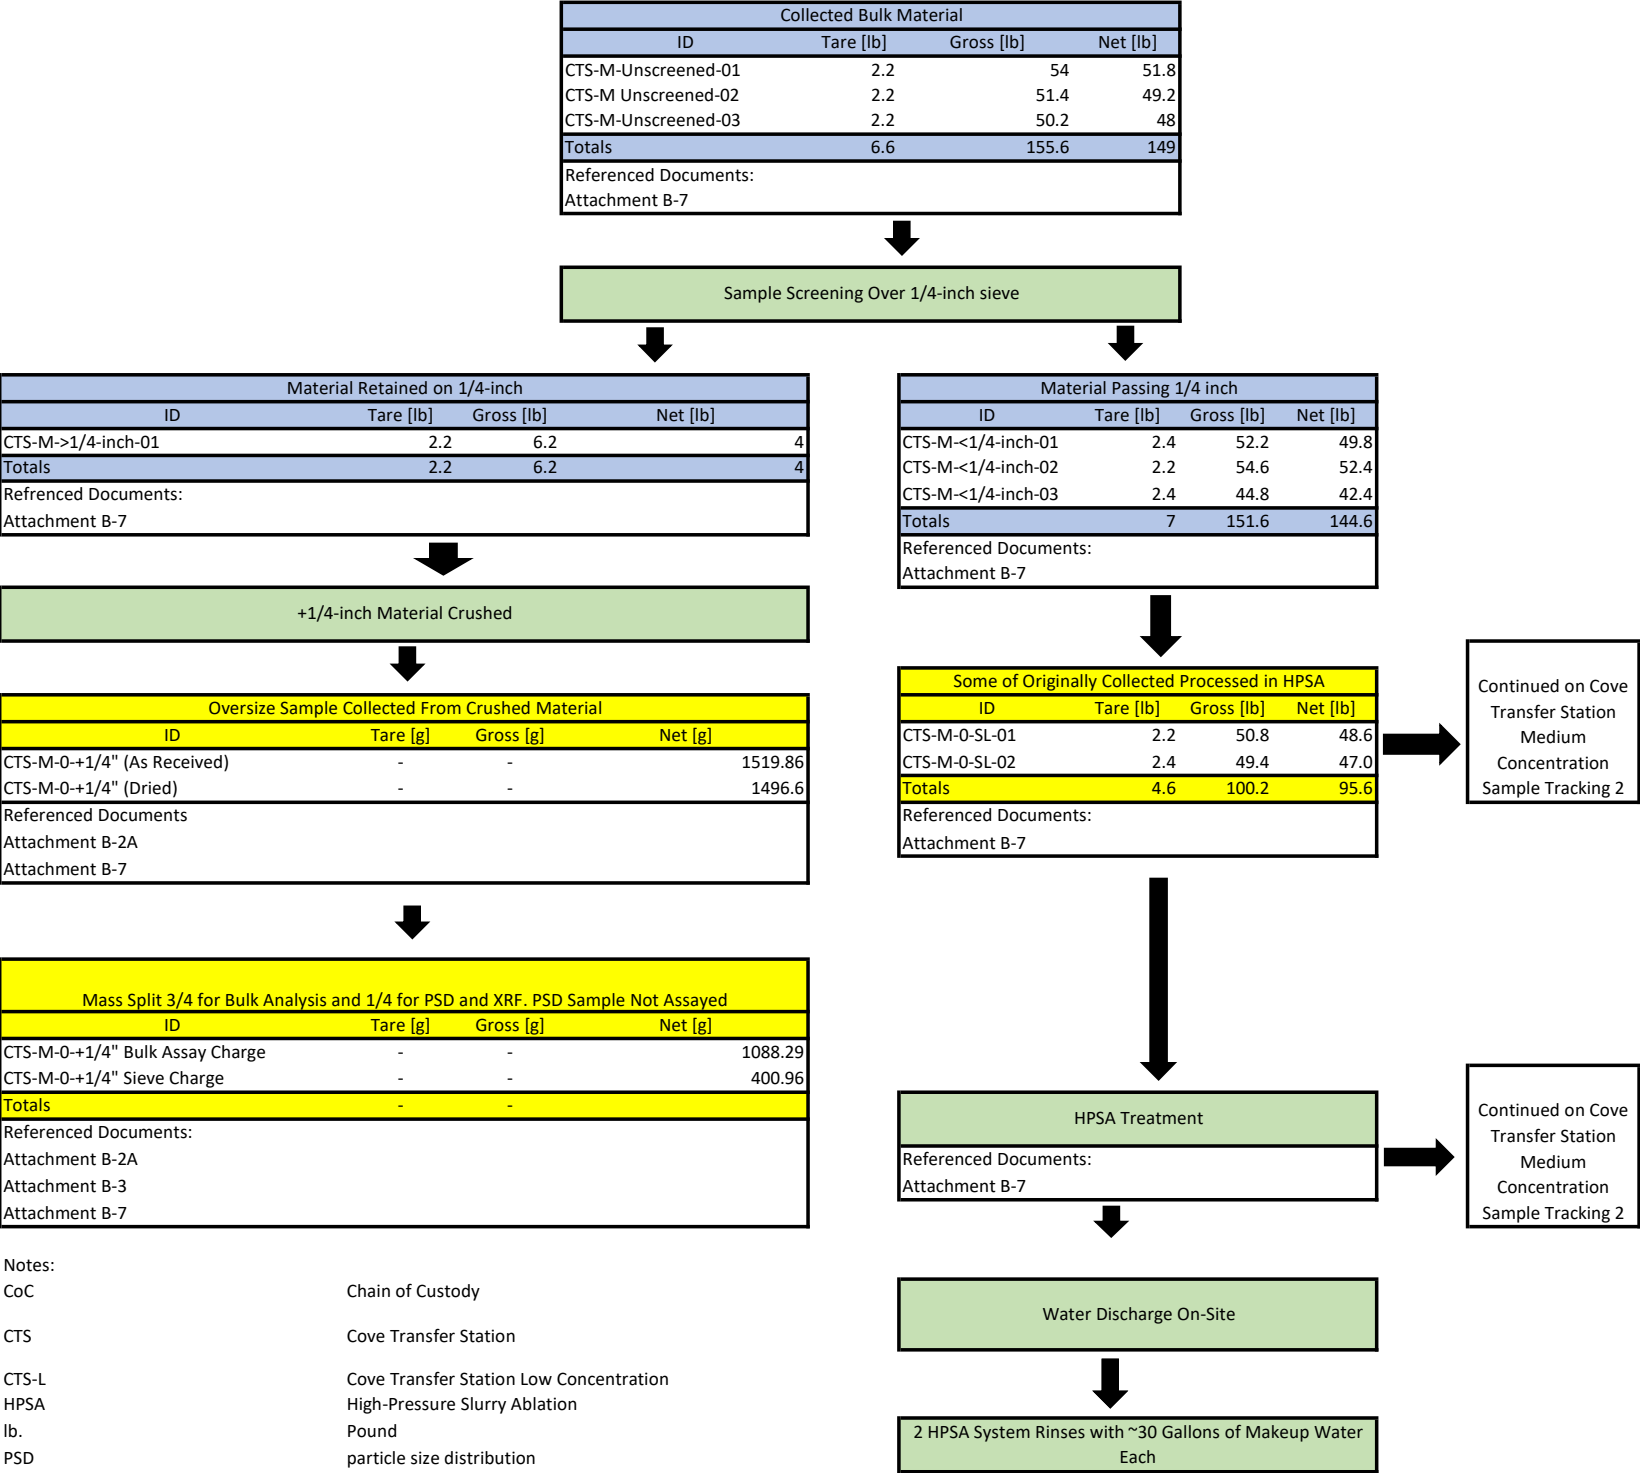 Collected Bulk Material
ID Tare [lb] Gross [lb] Net [lb]
CTS-M-Unscreened-01 2.2 54 51.8
CTS-M Unscreened-02 2.2 51.4 49.2
CTS-M-Unscreened-03 2.2 50.2 48
Totals 6.6 155.6 149
Referenced Documents:
Attachment B-7
Sample Screening Over 1/4-inch sieve
Material Retained on 1/4-inch
ID Tare [lb] Gross [lb] Net [lb]
CTS-M->1/4-inch-01 2.2 6.2 4
Totals 2.2 6.2 4
Refrenced Documents:
Attachment B-7
+1/4-inch Material Crushed
Oversize Sample Collected From Crushed Material
ID Tare [g] Gross [g] Net [g]
CTS-M-0-+1/4" (As Received) - - 1519.86
CTS-M-0-+1/4" (Dried) - - 1496.6
Referenced Documents
Attachment B-2A
Attachment B-7
Mass Split 3/4 for Bulk Analysis and 1/4 for PSD and XRF. PSD Sample Not Assayed
ID Tare [g] Gross [g] Net [g]
CTS-M-0-+1/4" Bulk Assay Charge - - 1088.29
CTS-M-0-+1/4" Sieve Charge - - 400.96
Totals - -
Referenced Documents:
Attachment B-2A
Attachment B-3
Attachment B-7
Material Passing 1/4 inch
ID Tare [lb] Gross [lb] Net [lb]
CTS-M-<1/4-inch-01 2.4 52.2 49.8
CTS-M-<1/4-inch-02 2.2 54.6 52.4
CTS-M-<1/4-inch-03 2.4 44.8 42.4
Totals 7 151.6 144.6
Referenced Documents:
Attachment B-7
Some of Originally Collected Processed in HPSA
ID Tare [lb] Gross [lb] Net [lb]
CTS-M-0-SL-01 2.2 50.8 48.6
CTS-M-0-SL-02 2.4 49.4 47.0
Totals 4.6 100.2 95.6
Referenced Documents:
Attachment B-7
Continued on Cove
Transfer Station
Medium
Concentration
Sample Tracking 2
HPSA Treatment
Referenced Documents:
Attachment B-7
Continued on Cove
Transfer Station
Medium
Concentration
Sample Tracking 2
Water Discharge On-Site
2 HPSA System Rinses with ~30 Gallons of Makeup Water
Each
Notes:
CoC Chain of Custody
CTS Cove Transfer Station
CTS-L Cove Transfer Station Low Concentration
HPSA High-Pressure Slurry Ablation
lb. Pound
PSD particle size distribution